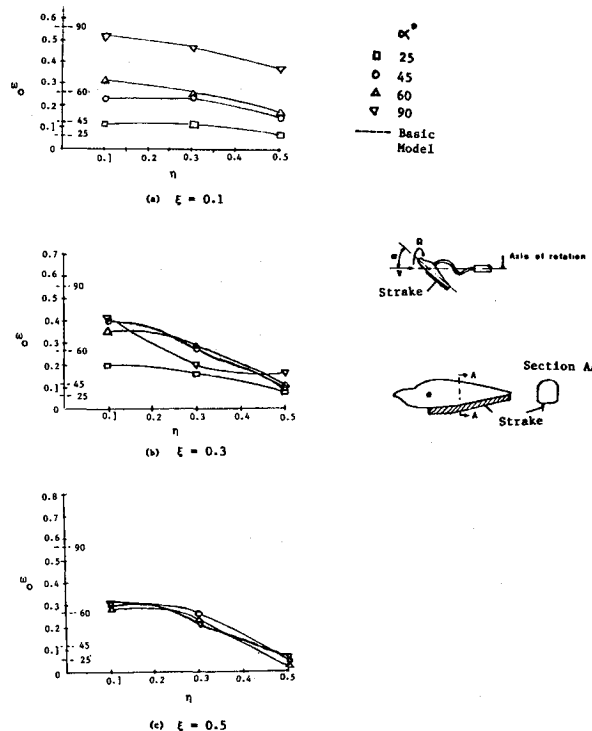 0.6
0.5
0.4
0.3
0.2
0.1
0
90
60
45
25
ω₀
0.1 0.2 0.3 0.4 0.5
η
(a) ξ = 0.1
α°
25
45
60
90
Basic
Model
0.7
0.6
0.5
0.4
0.3
0.2
0.1
0
90
60
45
25
ω₀
0.1 0.2 0.3 0.4 0.5
η
(b) ξ = 0.3
α
Ω
V
Axis of rotation
Strake
A
A
Section AA
Strake
0.8
0.7
0.6
0.5
0.4
0.3
0.2
0.1
0
90
60
45
25
ω₀
0.1 0.2 0.3 0.4 0.5
η
(c) ξ = 0.5